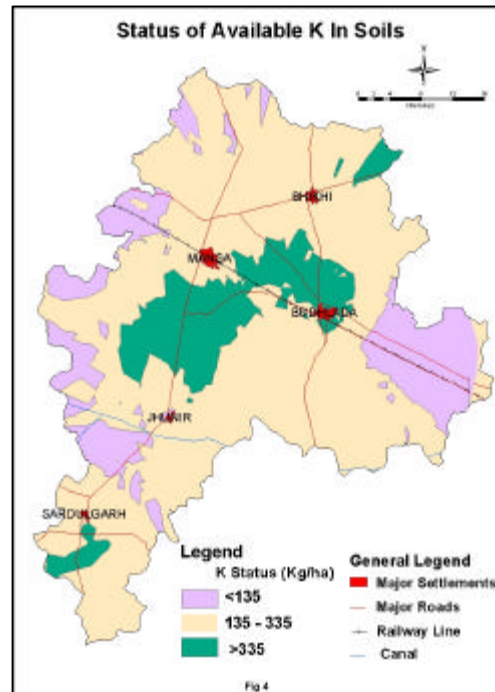 Status of Available K In Soils
BHIKHI
MANSA
BUDHLADA
JHUNIR
SARDULGARH
Legend
K Status (Kg/ha)
<135
135 - 335
>335
General Legend
Major Settlements
Major Roads
Railway Line
Canal
Fig 4